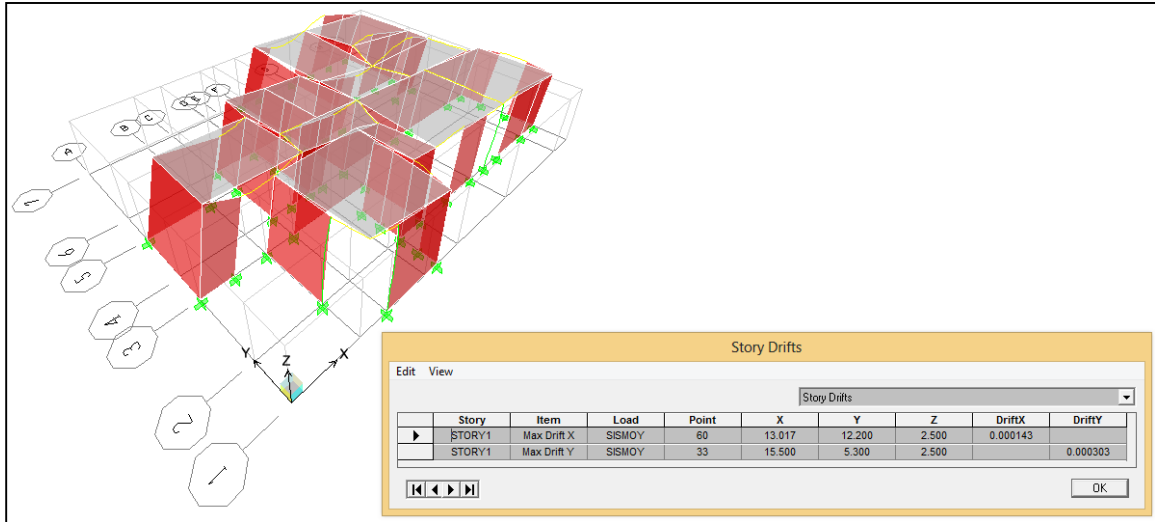 A
B
C
D
E
F
7
6
5
4
3
2
1
Y
Z
X
Story Drifts
Edit View
Story Drifts
Story Item Load Point X Y Z DriftX DriftY
STORY1 Max Drift X SISMOY 60 13.017 12.200 2.500 0.000143
STORY1 Max Drift Y SISMOY 33 15.500 5.300 2.500 0.000303
OK